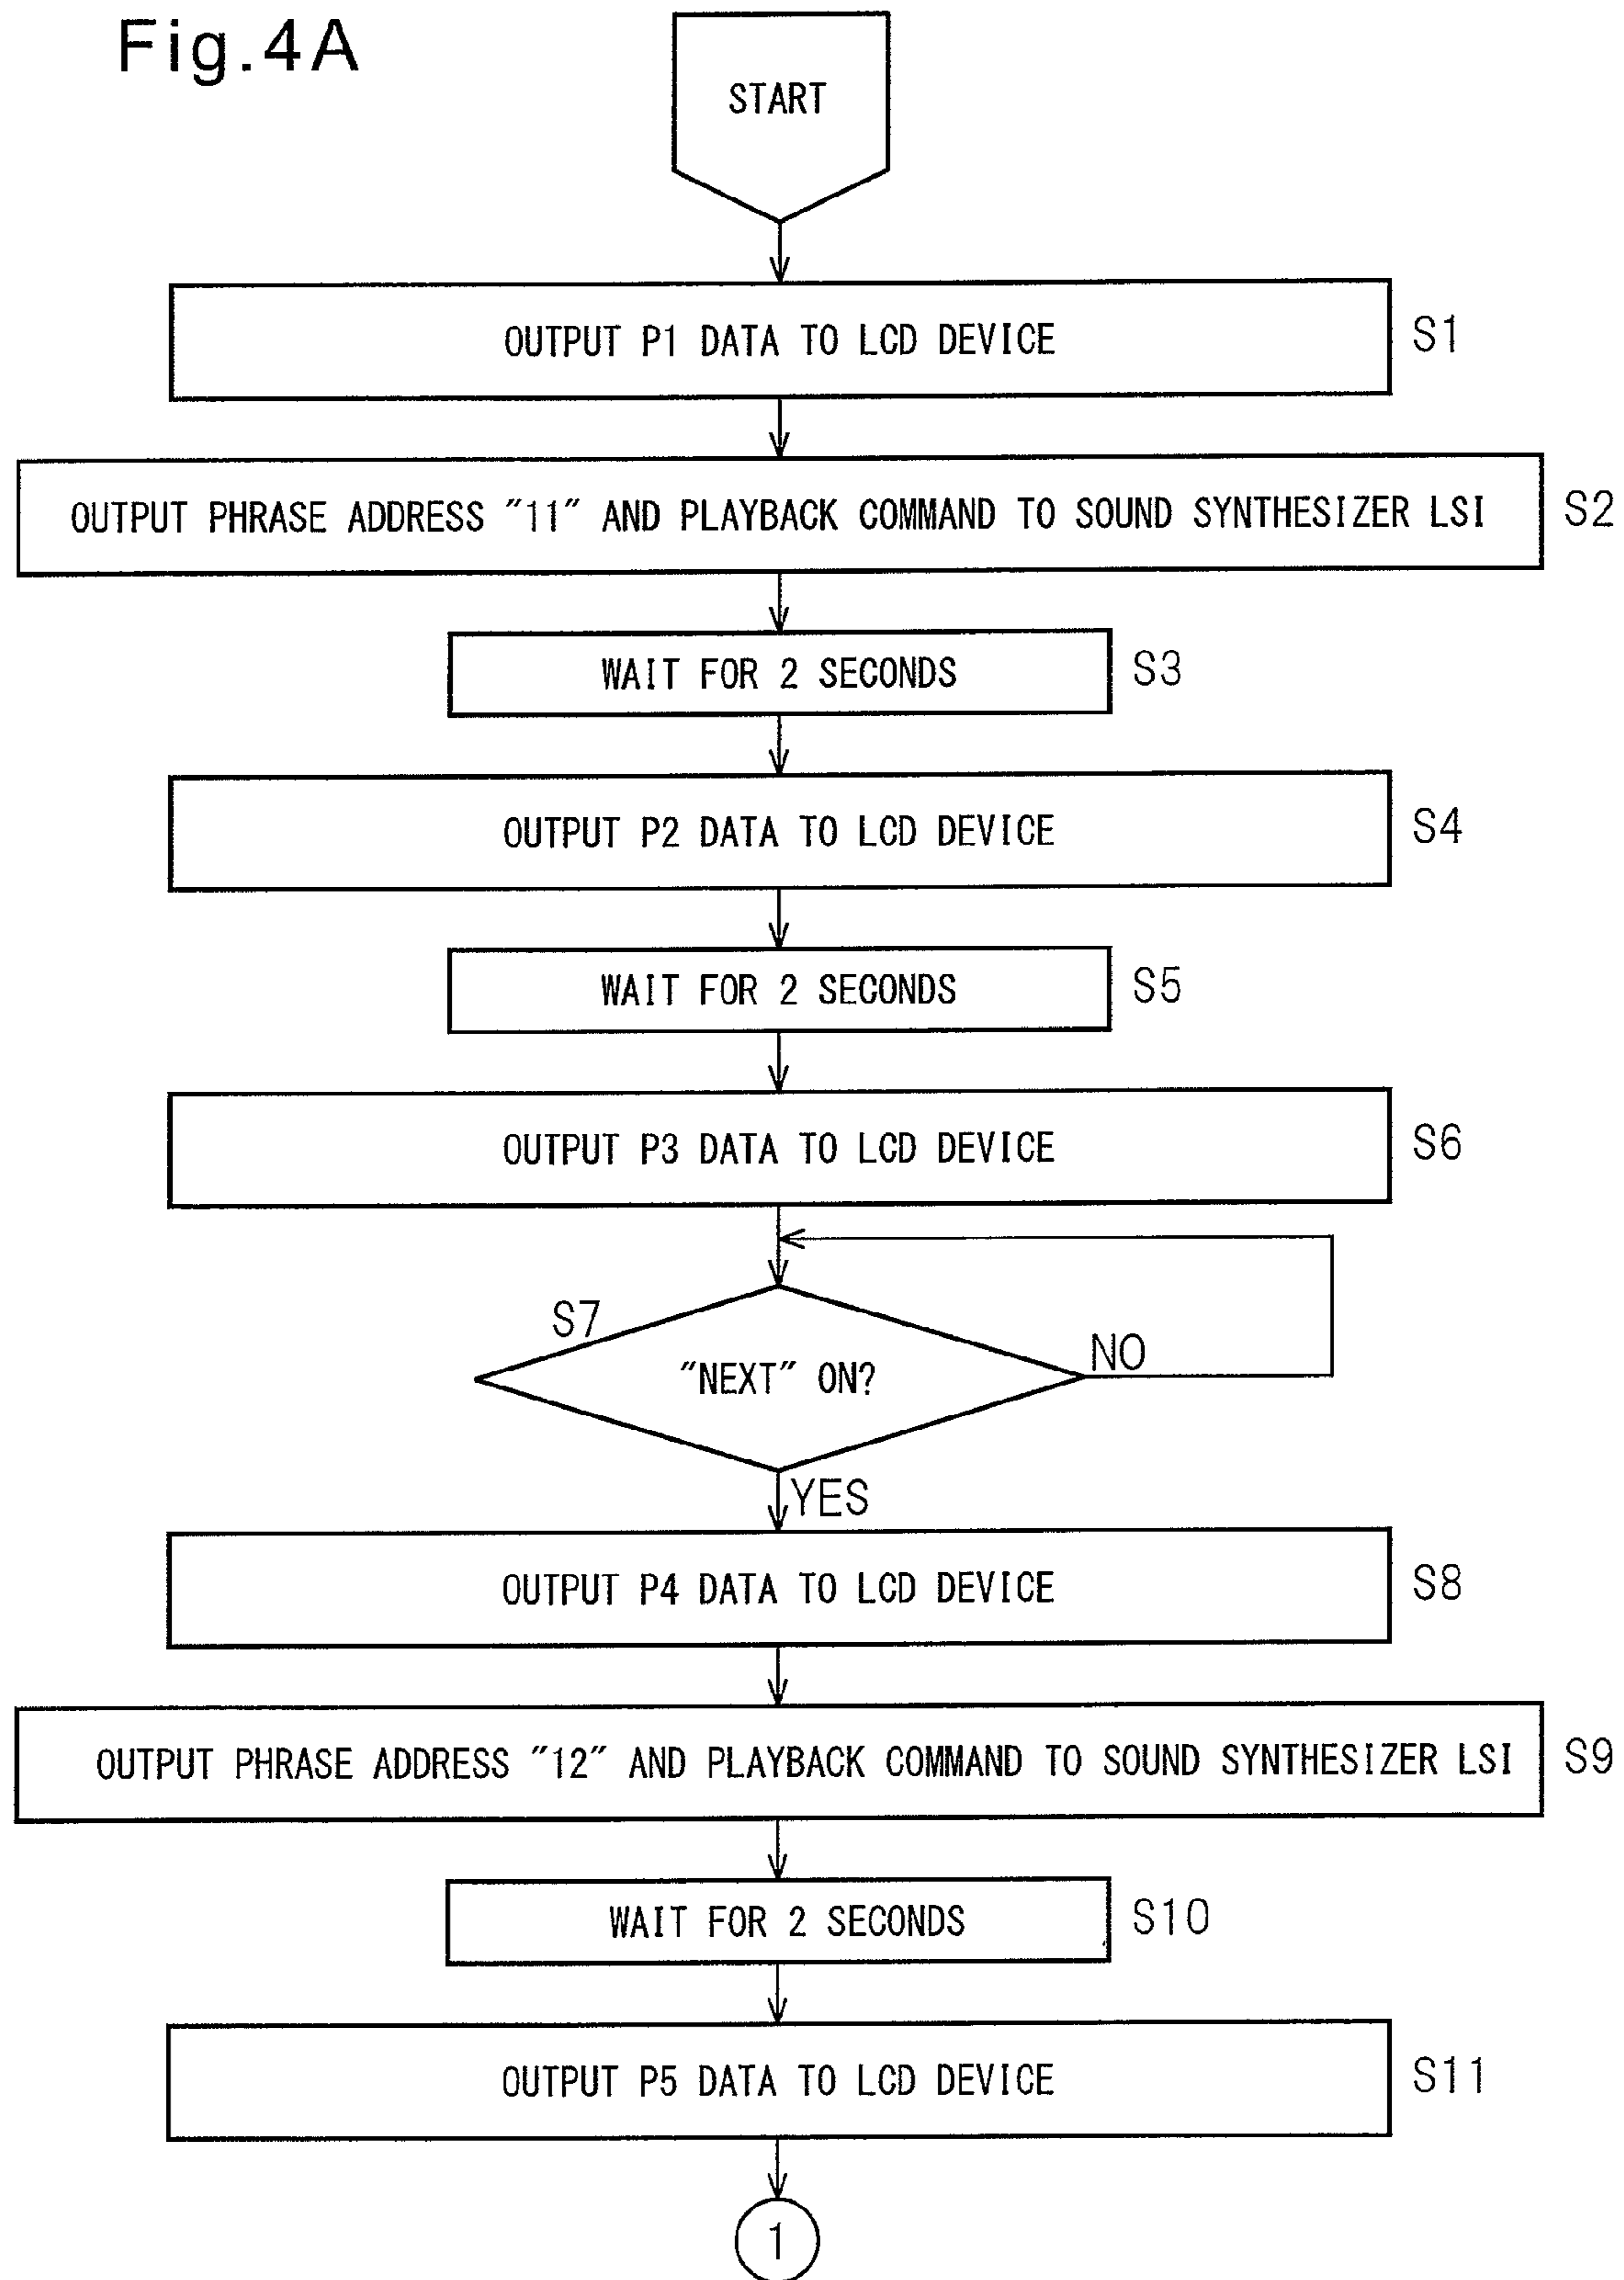 Fig.4A
START
OUTPUT P1 DATA TO LCD DEVICE S1
OUTPUT PHRASE ADDRESS "11" AND PLAYBACK COMMAND TO SOUND SYNTHESIZER LSI S2
WAIT FOR 2 SECONDS S3
OUTPUT P2 DATA TO LCD DEVICE S4
WAIT FOR 2 SECONDS S5
OUTPUT P3 DATA TO LCD DEVICE S6
S7
"NEXT" ON?
NO
YES
OUTPUT P4 DATA TO LCD DEVICE S8
OUTPUT PHRASE ADDRESS "12" AND PLAYBACK COMMAND TO SOUND SYNTHESIZER LSI S9
WAIT FOR 2 SECONDS S10
OUTPUT P5 DATA TO LCD DEVICE S11
1